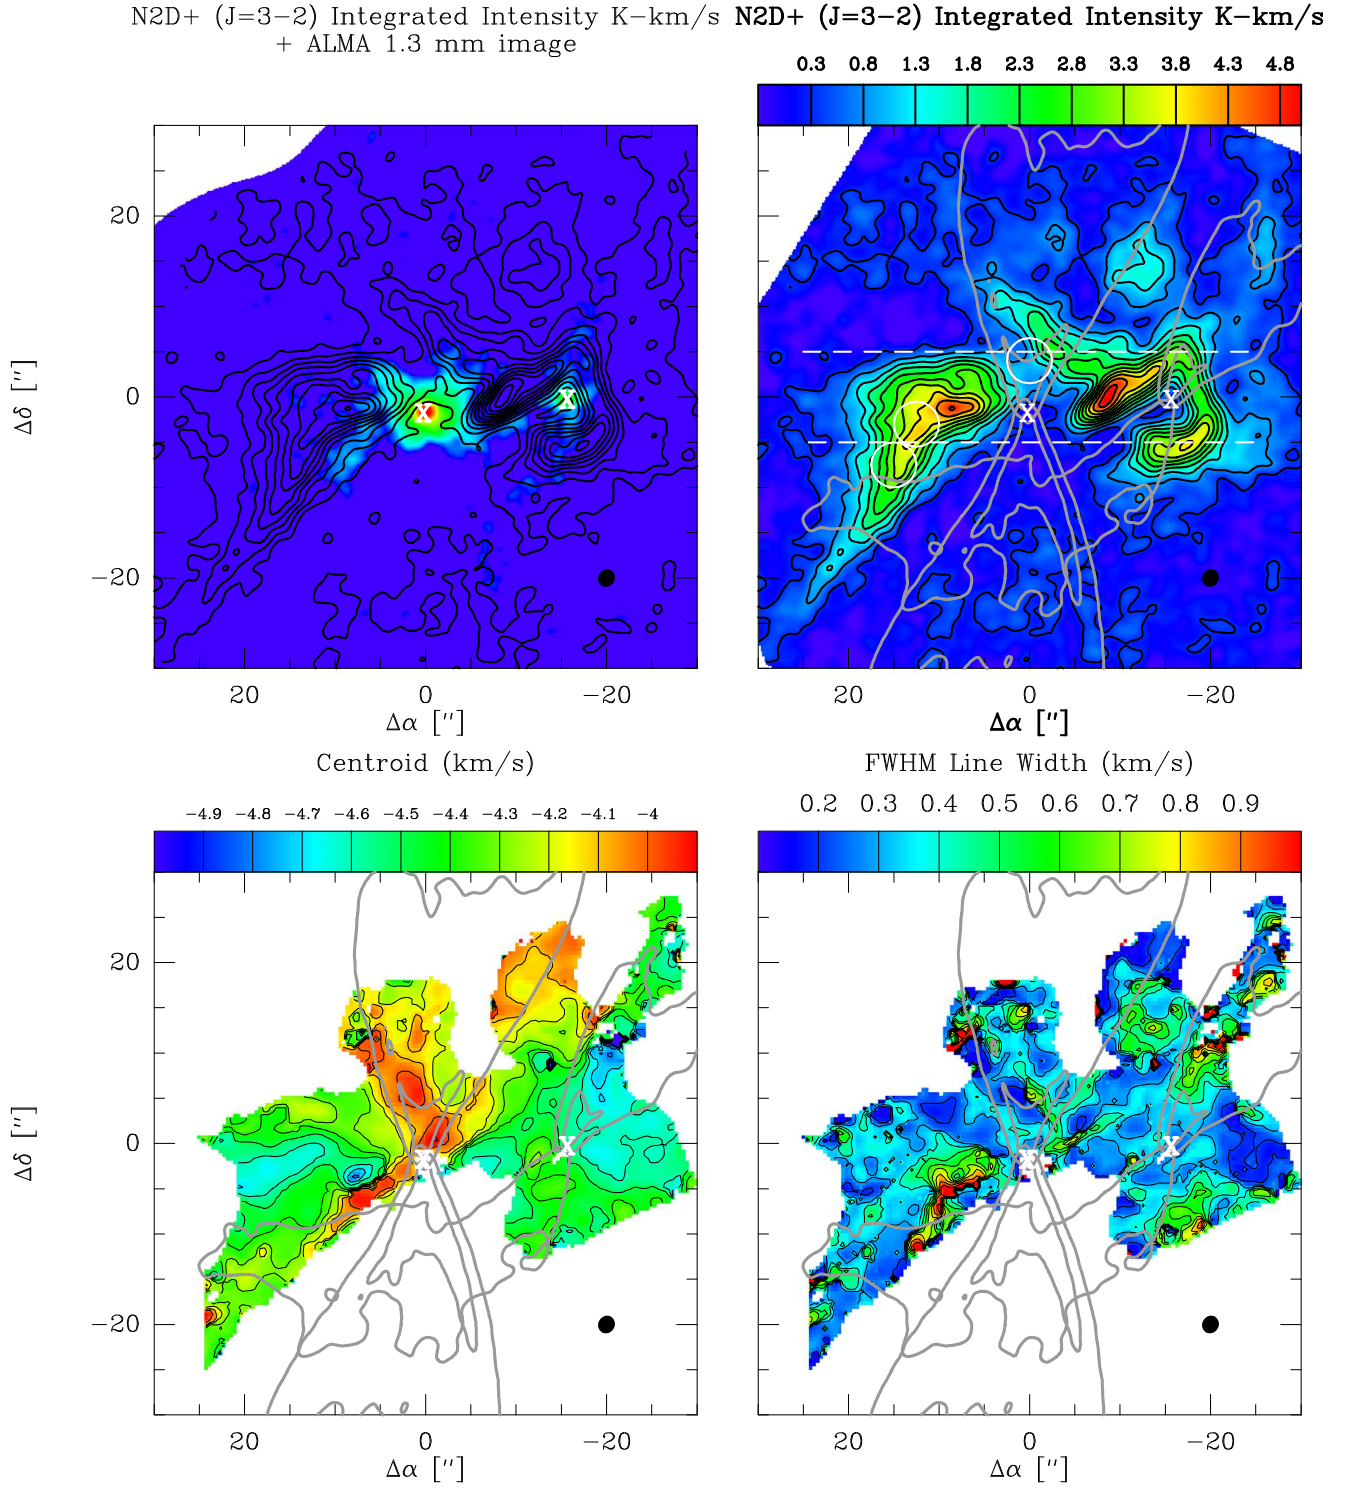 N2D+ (J=3−2) Integrated Intensity K−km/s
+ ALMA 1.3 mm image
N2D+ (J=3−2) Integrated Intensity K−km/s
0.3 0.8 1.3 1.8 2.3 2.8 3.3 3.8 4.3 4.8
20
0
−20
Δδ ["]
X X
X X
20 0 −20
Δα ["]
20 0 −20
Δα ["]
Centroid (km/s)
−4.9 −4.8 −4.7 −4.6 −4.5 −4.4 −4.3 −4.2 −4.1 −4
FWHM Line Width (km/s)
0.2 0.3 0.4 0.5 0.6 0.7 0.8 0.9
20
0
−20
Δδ ["]
X X
X X
20 0 −20
Δα ["]
20 0 −20
Δα ["]